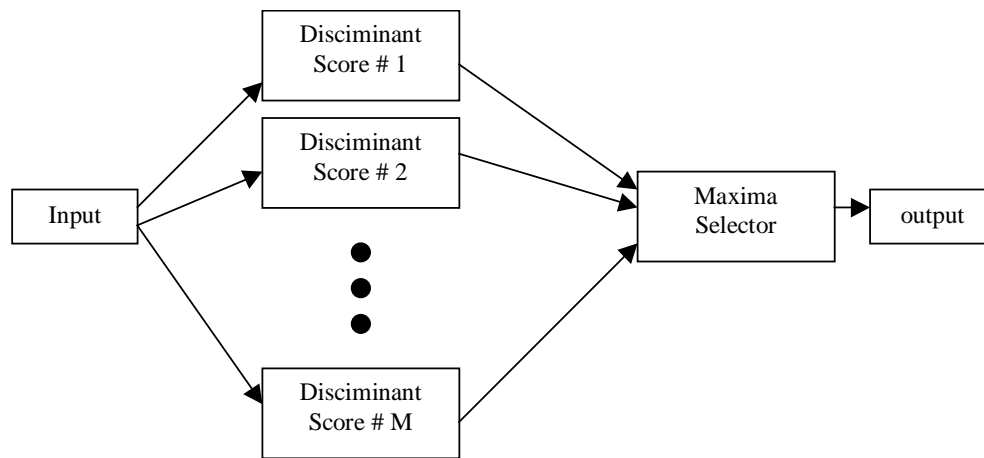 Disciminant
Score # 1
Disciminant
Score # 2
Input
Maxima
Selector
output
Disciminant
Score # M